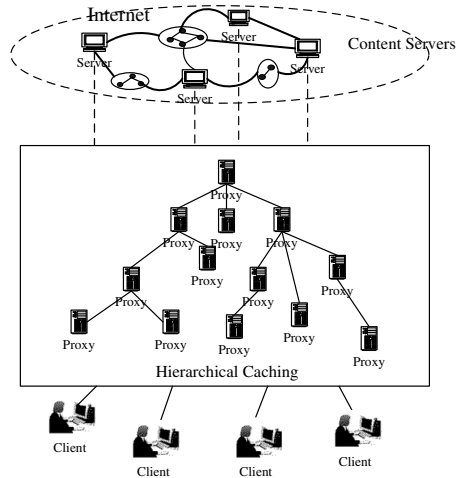 Internet
Server
Content Servers
Server
Server
Server
Proxy
Proxy
Proxy
Proxy
Proxy
Proxy
Proxy
Proxy
Proxy
Proxy
Proxy
Proxy
Proxy
Hierarchical Caching
Client
Client
Client
Client